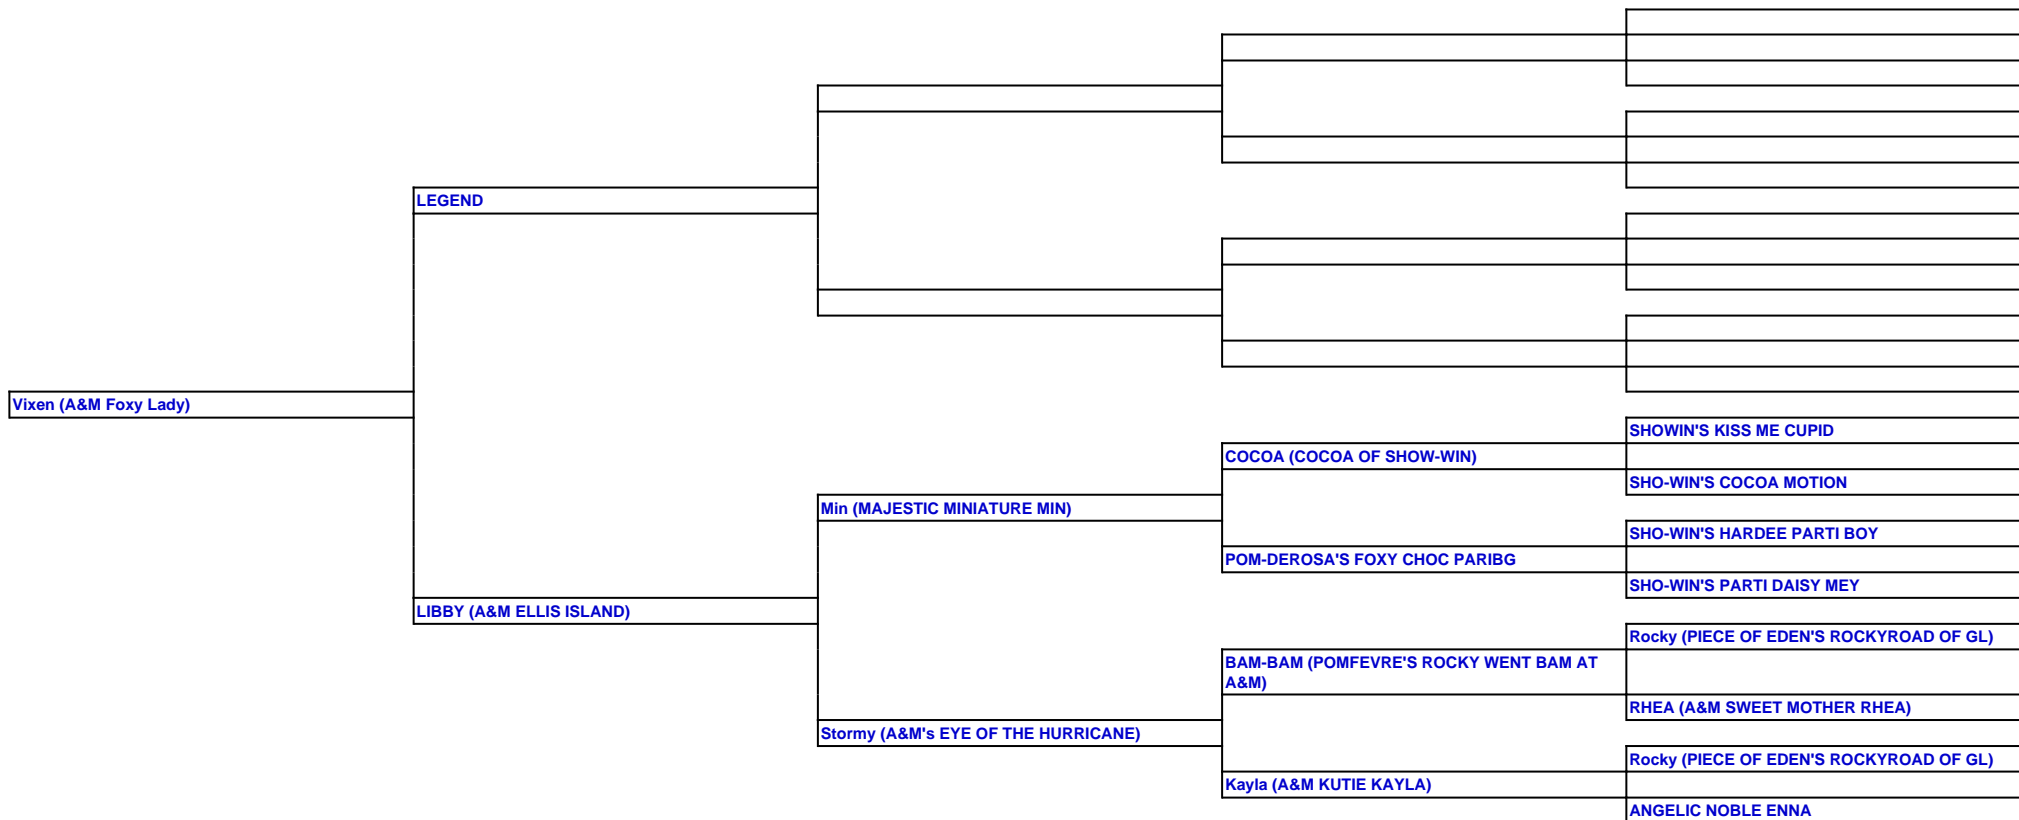 LEGEND
Vixen (A&M Foxy Lady)
SHOWIN'S KISS ME CUPID
COCOA (COCOA OF SHOW-WIN)
SHO-WIN'S COCOA MOTION
Min (MAJESTIC MINIATURE MIN)
SHO-WIN'S HARDEE PARTI BOY
POM-DEROSA'S FOXY CHOC PARIBG
SHO-WIN'S PARTI DAISY MEY
LIBBY (A&M ELLIS ISLAND)
Rocky (PIECE OF EDEN'S ROCKYROAD OF GL)
BAM-BAM (POMFEVRE'S ROCKY WENT BAM AT
A&M)
RHEA (A&M SWEET MOTHER RHEA)
Stormy (A&M's EYE OF THE HURRICANE)
Rocky (PIECE OF EDEN'S ROCKYROAD OF GL)
Kayla (A&M KUTIE KAYLA)
ANGELIC NOBLE ENNA